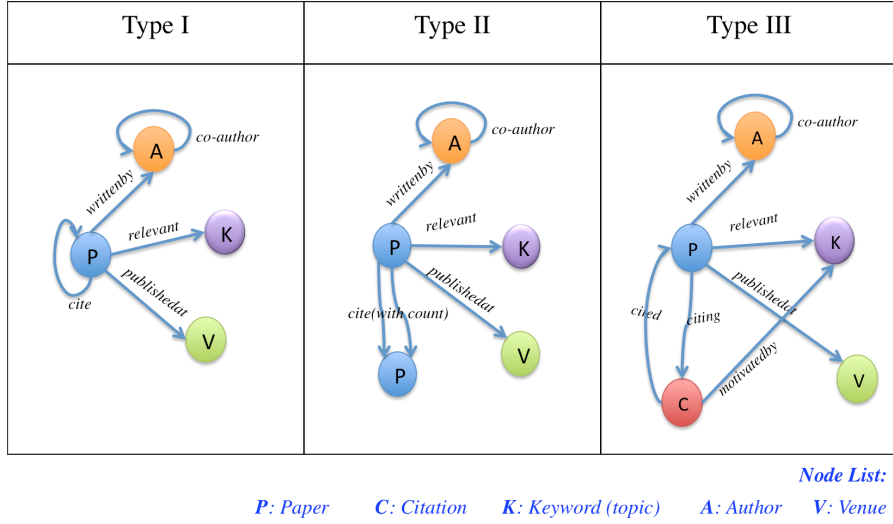 Type I Type II Type III
A co-author
writtenby
relevant
K
P
cite
publishedat
V
A co-author
writtenby
relevant
P
K
publishedat
cite(with count)
V
P
A co-author
writtenby
relevant
K
P
publishedat
cited
citing
motivatedby
V
C
Node List:
P: Paper C: Citation K: Keyword (topic) A: Author V: Venue